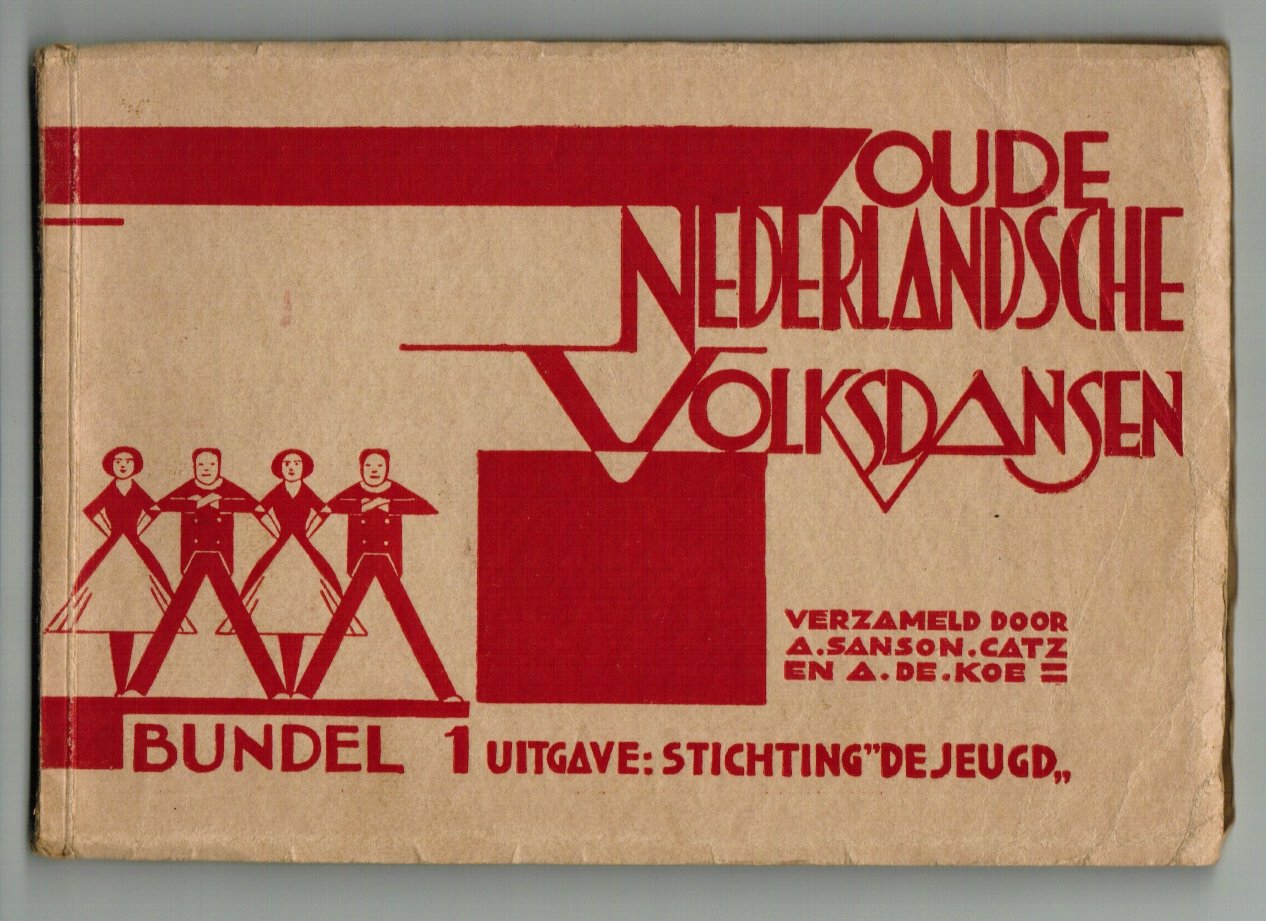 OUDE
NEDERLANDSCHE
VOLKSDANSEN
VERZAMELD DOOR
A. SANSON. CATZ
EN A. DE. KOE
BUNDEL 1 UITGAVE: STICHTING "DE JEUGD„